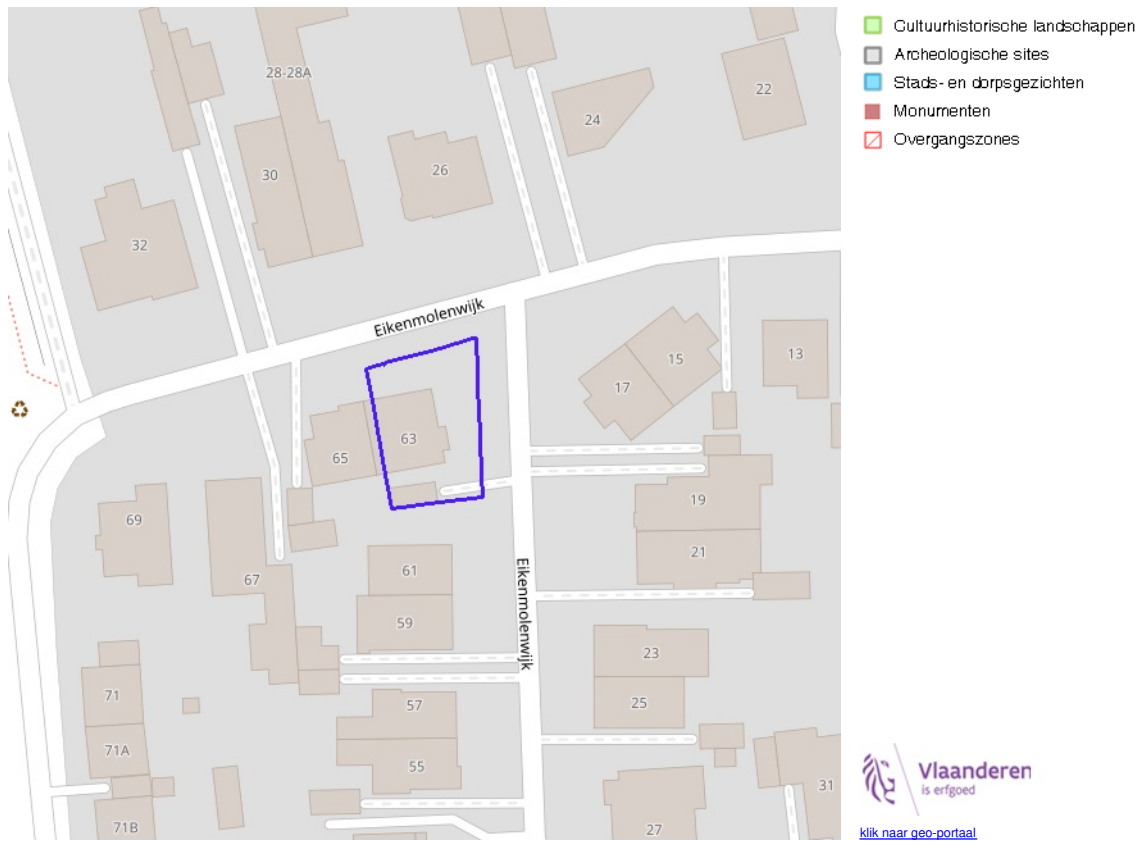 28-28A
22
24
30
26
32
Eikenmolenwijk
15
13
17
63
65
19
69
21
61
67
59
Eikenmolenwijk
23
71
25
57
71A
55
31
71B
27
Cultuurhistorische landschappen
Archeologische sites
Stads- en dorpsgezichten
Monumenten
Overgangszones
Vlaanderen
is erfgoed
klik naar geo-portaal